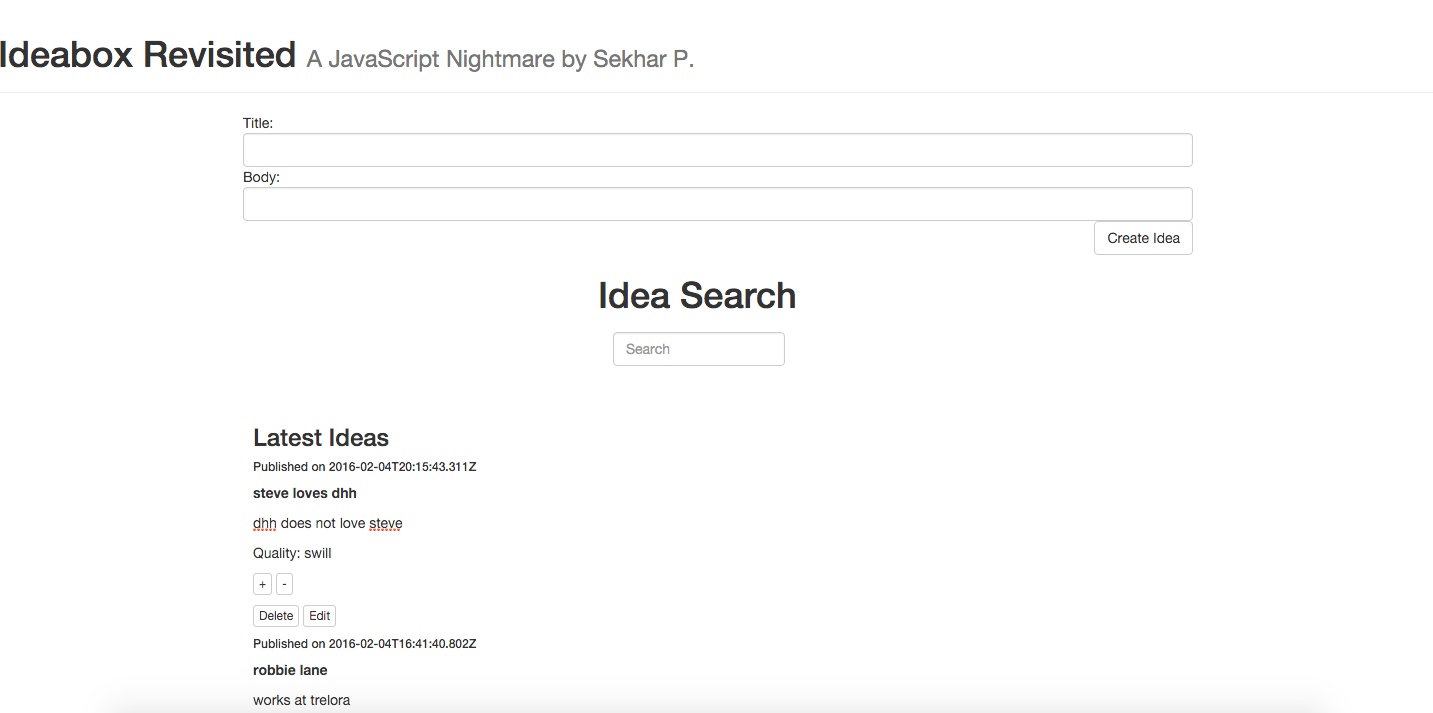 Ideabox Revisited A JavaScript Nightmare by Sekhar P.
Title:
Body:
Create Idea
Idea Search
Search
Latest Ideas
Published on 2016-02-04T20:15:43.311Z
steve loves dhh
dhh does not love steve
Quality: swill
+ -
Delete Edit
Published on 2016-02-04T16:41:40.802Z
robbie lane
works at trelora